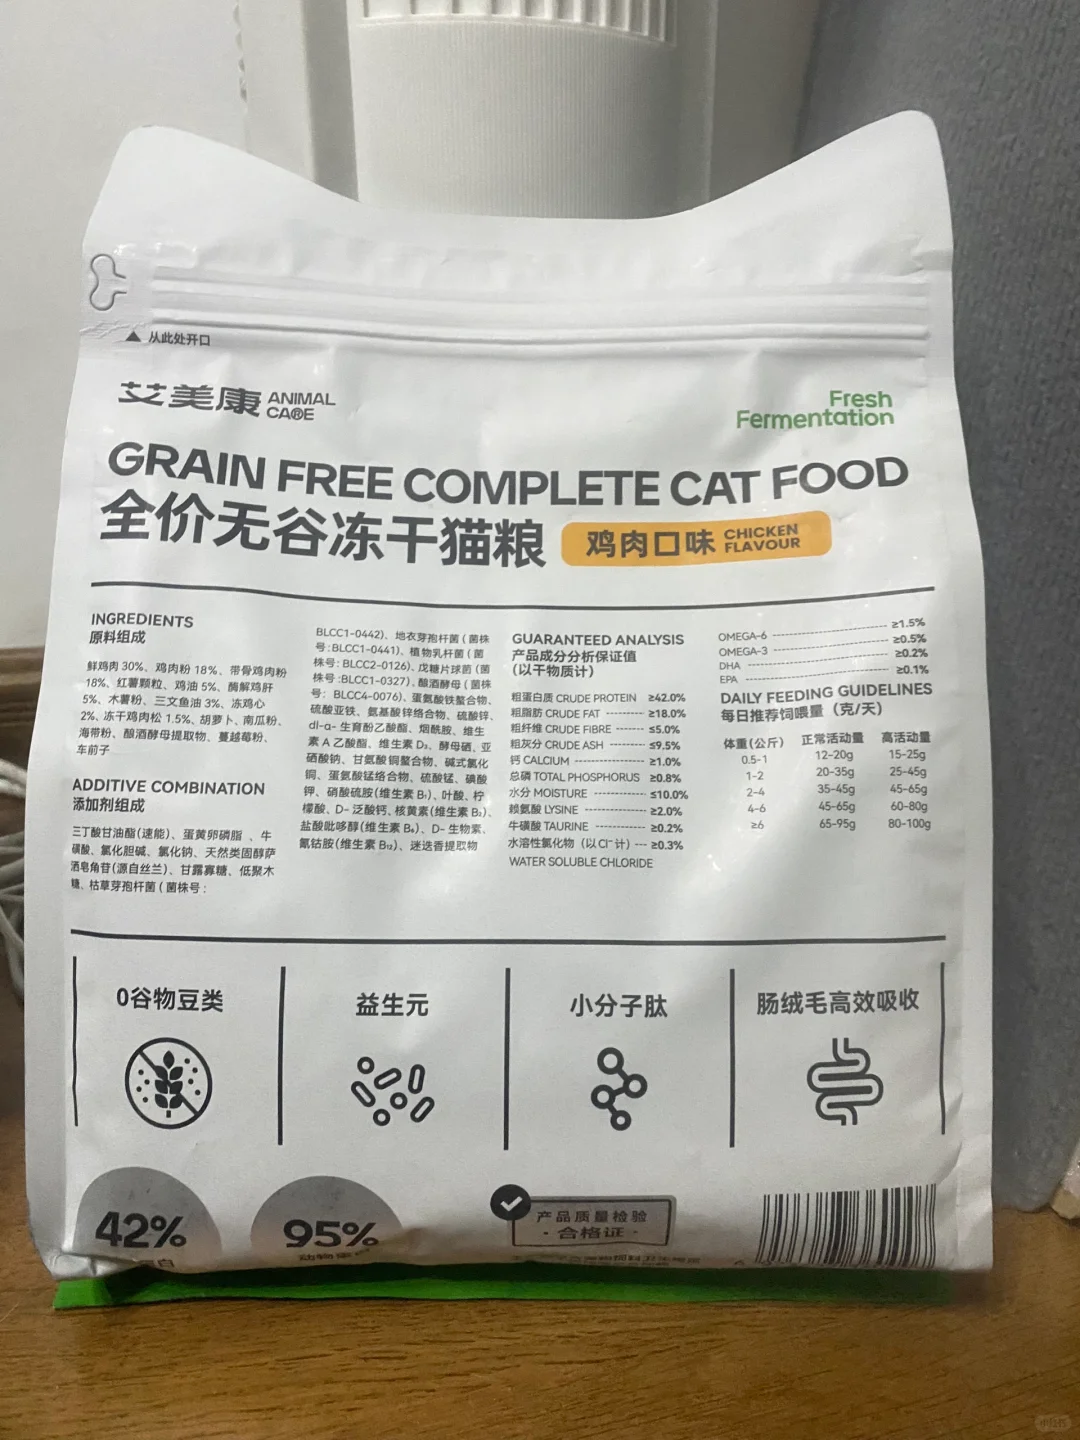 ▲ 从此处开口
艾美康 ANIMAL CA®E
Fresh
Fermentation
GRAIN FREE COMPLETE CAT FOOD
全价无谷冻干猫粮 鸡肉口味 CHICKEN FLAVOUR
INGREDIENTS
原料组成
鲜鸡肉 30%、鸡肉粉 18%、带骨鸡肉粉
18%、红薯颗粒、鸡油 5%、酶解鸡肝
5%、木薯粉、三文鱼油 3%、冻鸡心
2%、冻干鸡肉松 1.5%、胡萝卜、南瓜粉、
海带粉、酿酒酵母提取物、蔓越莓粉、
车前子
ADDITIVE COMBINATION
添加剂组成
三丁酸甘油酯(速能)、蛋黄卵磷脂 、牛
磺酸、氯化胆碱、氯化钠、天然类固醇萨
洒皂角苷(源自丝兰)、甘露寡糖、低聚木
糖、枯草芽孢杆菌 ( 菌株号 :
BLCC1-0442)、地衣芽孢杆菌 ( 菌株
号 :BLCC1-0441)、植物乳杆菌 ( 菌
株号 :BLCC2-0126)、戊糖片球菌 ( 菌
株号 :BLCC1-0327)、酿酒酵母 ( 菌株
号: BLCC4-0076)、蛋氨酸铁螯合物、
硫酸亚铁、氨基酸锌络合物、硫酸锌、
dl-α- 生育酚乙酸酯、烟酰胺、维生
素 A 乙酸酯、维生素 D₃、酵母硒、亚
硒酸钠、甘氨酸铜螯合物、碱式氯化
铜、蛋氨酸锰络合物、硫酸锰、碘酸
钾、硝酸硫胺(维生素 B₁)、叶酸、柠
檬酸、D- 泛酸钙、核黄素(维生素 B₂)、
盐酸吡哆醇(维生素 B₆)、D- 生物素、
氰钴胺(维生素 B₁₂)、迷迭香提取物
GUARANTEED ANALYSIS
产品成分分析保证值
(以干物质计)
粗蛋白质 CRUDE PROTEIN ≥42.0%
粗脂肪 CRUDE FAT ≥18.0%
粗纤维 CRUDE FIBRE ≤5.0%
粗灰分 CRUDE ASH ≤9.5%
钙 CALCIUM ≥1.0%
总磷 TOTAL PHOSPHORUS ≥0.8%
水分 MOISTURE ≤10.0%
赖氨酸 LYSINE ≥2.0%
牛磺酸 TAURINE ≥0.2%
水溶性氯化物（以 Cl⁻ 计） ≥0.3%
WATER SOLUBLE CHLORIDE
OMEGA-6 ≥1.5%
OMEGA-3 ≥0.5%
DHA ≥0.2%
EPA ≥0.1%
DAILY FEEDING GUIDELINES
每日推荐饲喂量（克/天）
体重(公斤) 正常活动量 高活动量
0.5-1 12-20g 15-25g
1-2 20-35g 25-45g
2-4 35-45g 45-65g
4-6 45-65g 60-80g
≥6 65-95g 80-100g
0谷物豆类
益生元
小分子肽
肠绒毛高效吸收
42%
95%
产品质量检验
· 合格证 ·